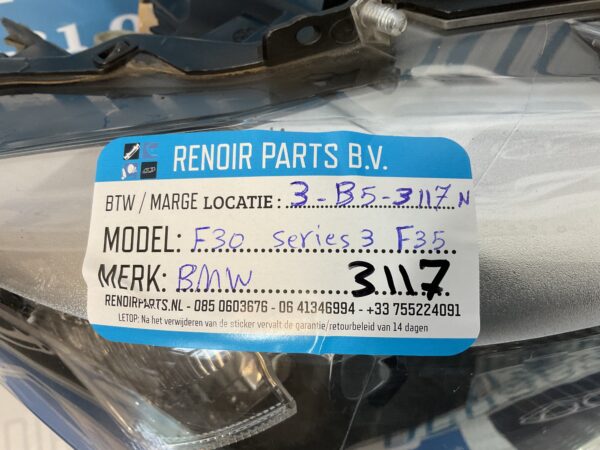 RENOIR PARTS B.V.
BTW / MARGE LOCATIE : 3-B5-3117 N
MODEL: F30 series 3 F35
MERK: BMW 3117
RENOIRPARTS.NL - 085 0603676 - 06 41346994 - +33 755224091
LETOP: Na het verwijderen van de sticker vervalt de garantie/retourbeleid van 14 dagen